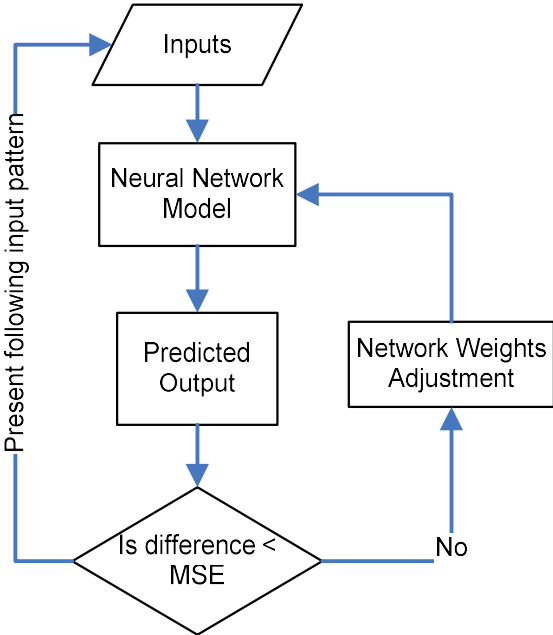 Inputs
Neural Network
Model
Predicted
Output
Network Weights
Adjustment
Is difference <
MSE
No
Present following input pattern